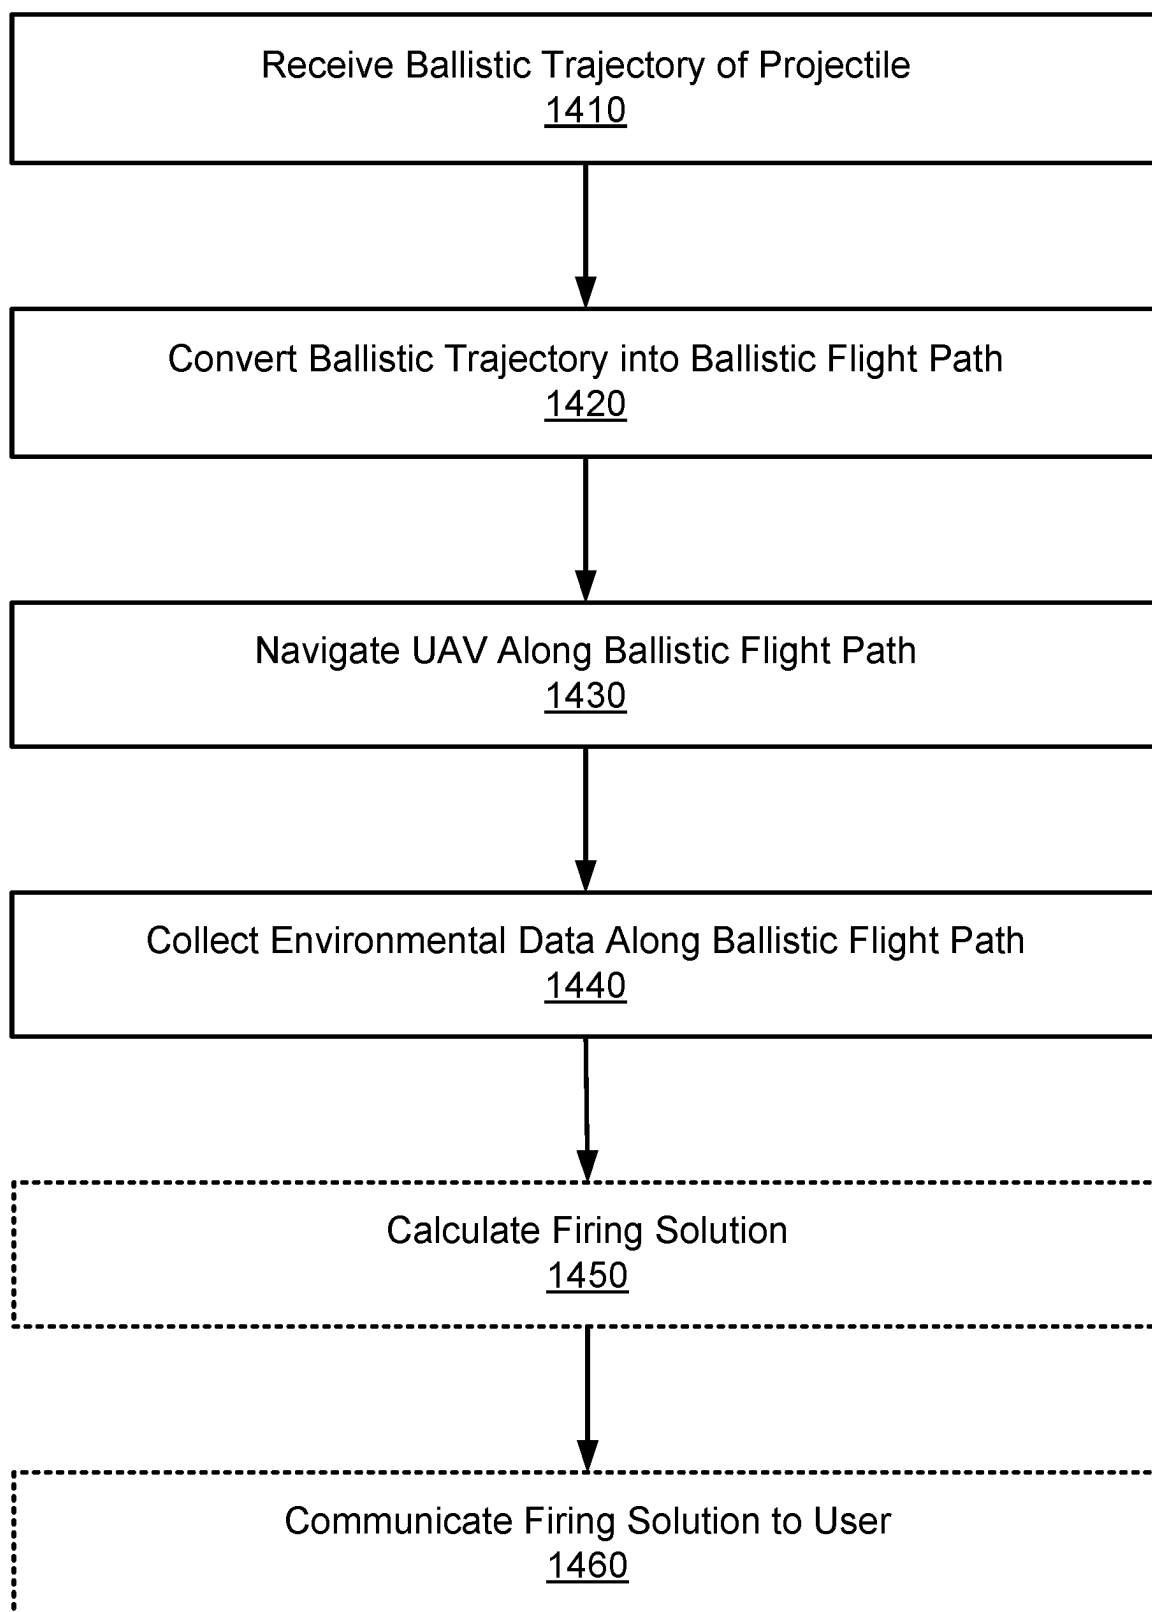 Receive Ballistic Trajectory of Projectile
1410
Convert Ballistic Trajectory into Ballistic Flight Path
1420
Navigate UAV Along Ballistic Flight Path
1430
Collect Environmental Data Along Ballistic Flight Path
1440
Calculate Firing Solution
1450
Communicate Firing Solution to User
1460